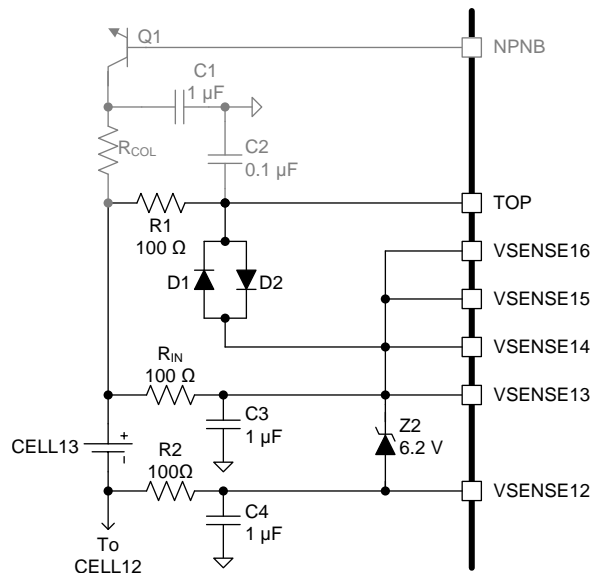 Q1
NPNB
C1
1 µF
RCOL
C2
0.1 µF
TOP
R1
100 Ω
VSENSE16
D1
D2
VSENSE15
VSENSE14
RIN
100 Ω
VSENSE13
C3
1 µF
Z2
6.2 V
CELL13
+
–
R2
100Ω
VSENSE12
C4
1 µF
To
CELL12